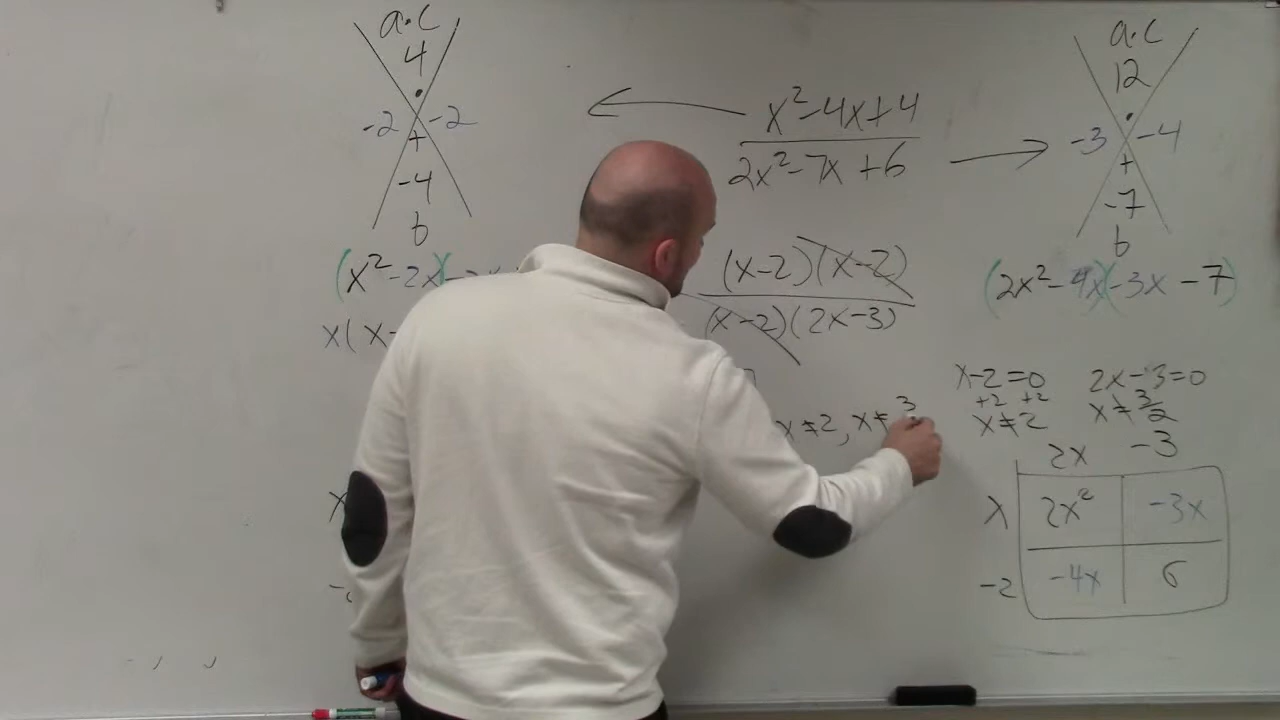 a·c
4
-2 • -2
+
-4
b
(x²-2x)
x(x-
x²-4x+4
2x²-7x+6
(x-2)(x-2)
(x-2)(2x-3)
x≠2, x≠3
a·c
12
-3 • -4
+
-7
b
(2x²-4x)(-3x-7)
x-2=0 2x-3=0
+2 +2
x≠2 x≠3/2
2x -3
x 2x² -3x
-2 -4x 6